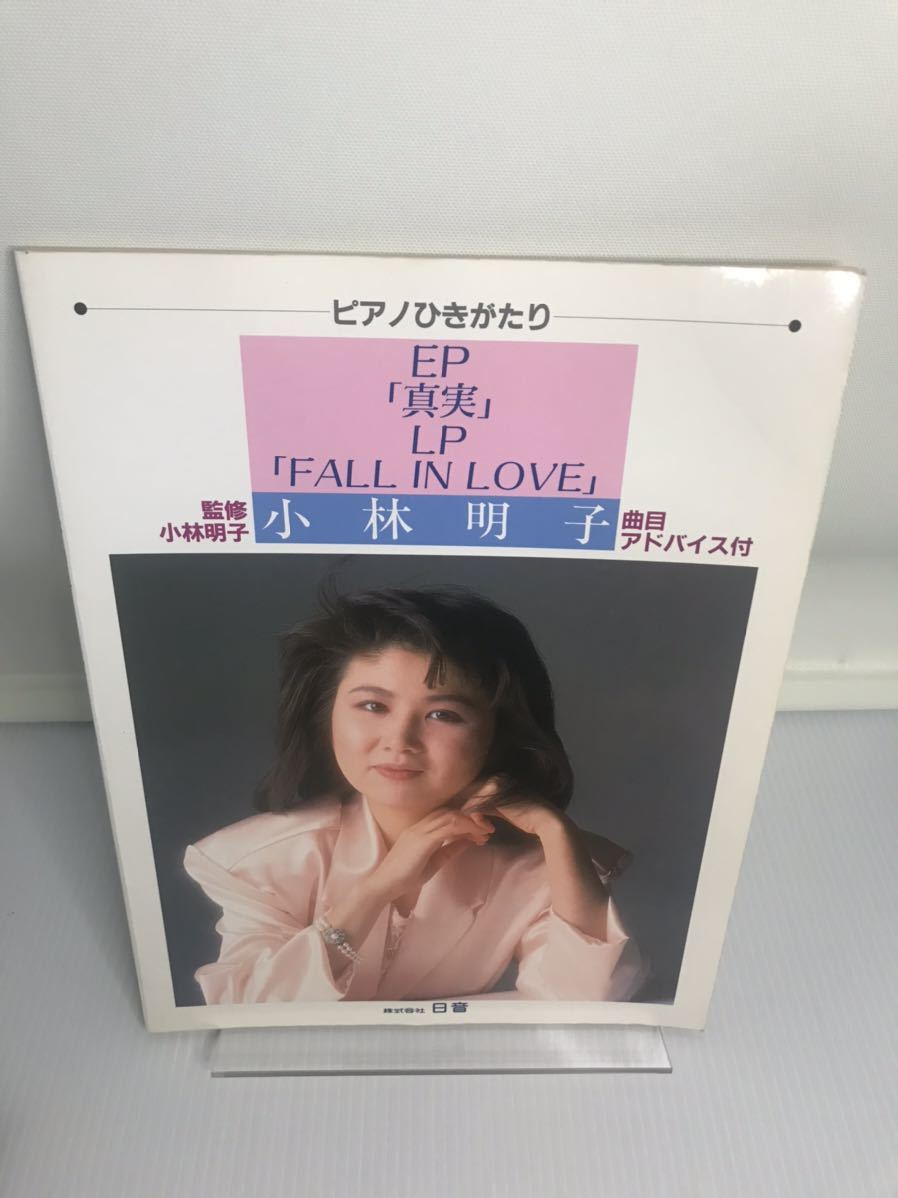 ピアノひきがたり
EP
「真実」
LP
「FALL IN LOVE」
監修
小林明子
小林明子
曲目
アドバイス付
株式会社 日音